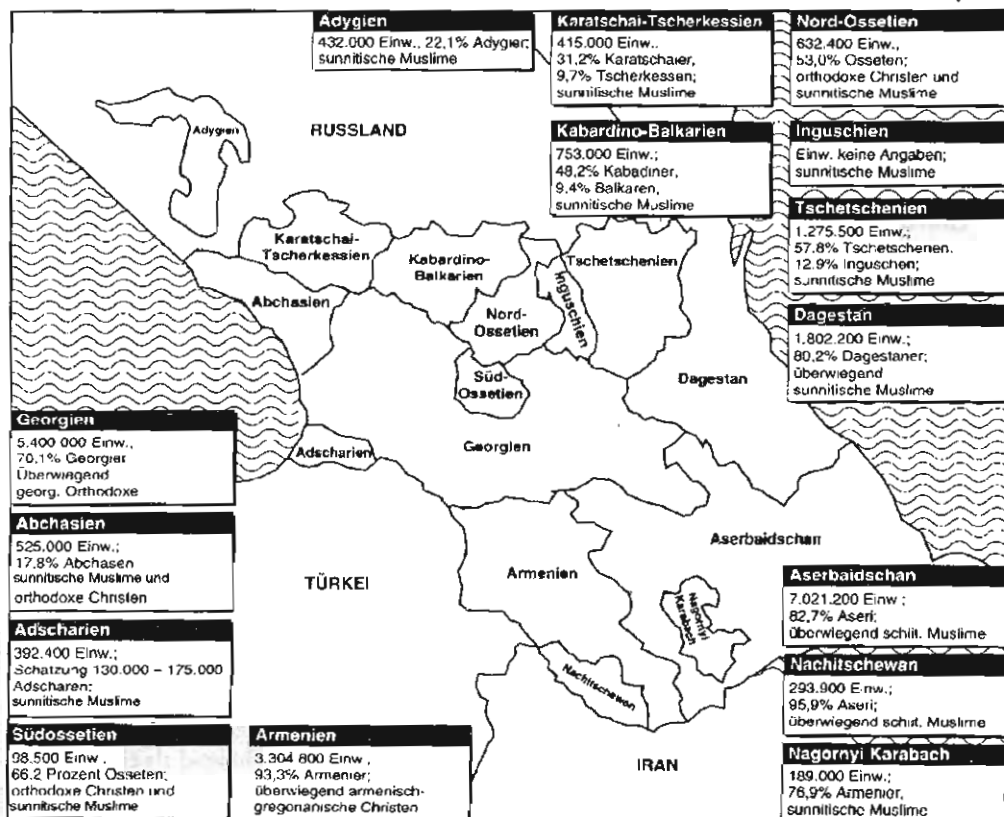 Adygien
432.000 Einw., 22,1% Adygier;
sunnitische Muslime
Karatschai-Tscherkessien
415.000 Einw..
31,2% Karatschaier,
9,7% Tscherkessen;
sunnitische Muslime
Nord-Ossetien
632.400 Einw.,
53,0% Osseten;
orthodoxe Christen und
sunnitische Muslime
Kabardino-Balkarien
753.000 Einw.;
48,2% Kabadiner,
9.4% Balkaren,
sunnitische Muslime
Inguschien
Einw. keine Angaben;
sunnitische Muslime
Tschetschenien
1.275.500 Einw.;
57.8% Tschetschenen.
12.9% Inguschen;
sunnitische Muslime
Dagestan
1.802.200 Einw.;
80,2% Dagestaner;
überwiegend
sunnitische Muslime
RUSSLAND
Adygien
Karatschai-
Tscherkessien
Kabardino-
Balkarien
Tschetschenien
Inguschien
Abchasien
Nord-
Ossetien
Süd-
Ossetien
Dagestan
Georgien
Adscharien
Aserbaidschan
Armenien
TÜRKEI
Nagornyi
Karabach
Nachitschewan
IRAN
Georgien
5.400 000 Einw.,
70,1% Georgier
Überwiegend
georg. Orthodoxe
Abchasien
525.000 Einw.;
17,8% Abchasen
sunnitische Muslime und
orthodoxe Christen
Adscharien
392.400 Einw.;
Schätzung 130.000 – 175.000
Adscharen;
sunnitische Muslime
Südossetien
98.500 Einw.
66.2 Prozent Osseten;
orthodoxe Christen und
sunnitische Muslime
Armenien
3.304 800 Einw.,
93,3% Armenier;
überwiegend armenisch-
gregorianische Christen
Aserbaidschan
7.021.200 Einw;
82,7% Aseri;
überwiegend schiit. Muslime
Nachitschewan
293.900 Einw.;
95,9% Aseri;
überwiegend schiit. Muslime
Nagornyi Karabach
189.000 Einw.;
76,9% Armenier,
sunnitische Muslime